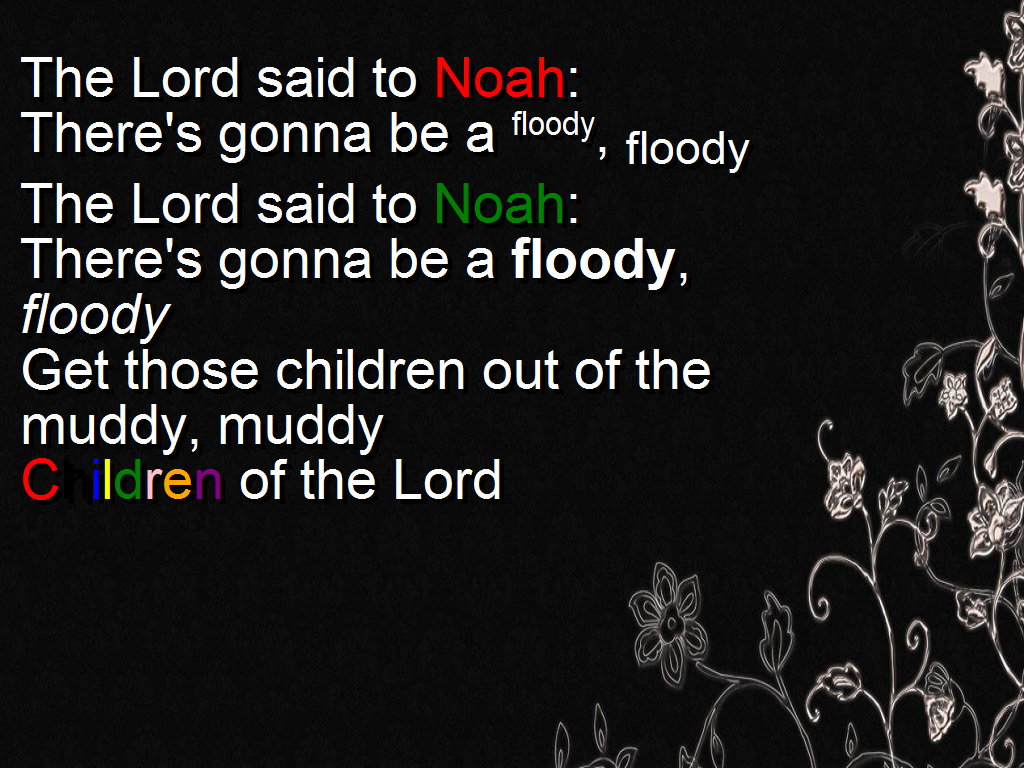 The Lord said to Noah:
There's gonna be a floody, floody
The Lord said to Noah:
There's gonna be a floody,
floody
Get those children out of the
muddy, muddy
Children of the Lord